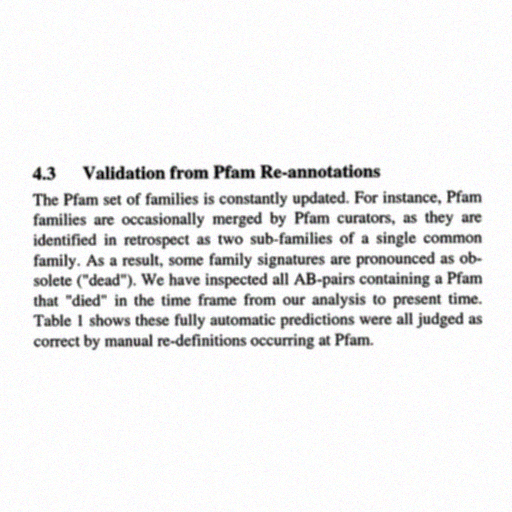 4.3 Validation from Pfam Re-annotations
The Pfam set of families is constantly updated. For instance, Pfam
families are occasionally merged by Pfam curators, as they are
identified in retrospect as two sub-families of a single common
family. As a result, some family signatures are pronounced as ob-
solete ("dead"). We have inspected all AB-pairs containing a Pfam
that "died" in the time frame from our analysis to present time.
Table 1 shows these fully automatic predictions were all judged as
correct by manual re-definitions occurring at Pfam.